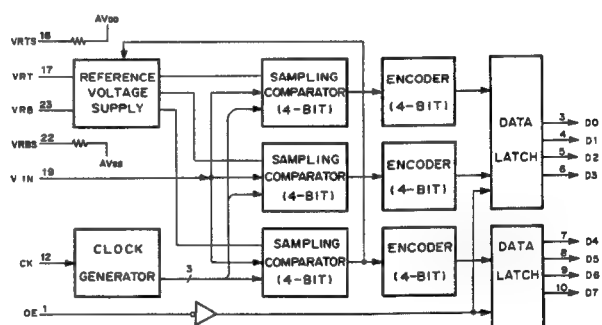 AVDD
VRTS 16
VRT 17
VRB 23
VRBS 22
AVSS
V IN 19
CK 12
OE 1
REFERENCE
VOLTAGE
SUPPLY
CLOCK
GENERATOR
3
SAMPLING
COMPARATOR
(4-BIT)
SAMPLING
COMPARATOR
(4-BIT)
SAMPLING
COMPARATOR
(4-BIT)
ENCODER
(4-BIT)
ENCODER
(4-BIT)
ENCODER
(4-BIT)
DATA
LATCH
3 D0
4 D1
5 D2
6 D3
DATA
LATCH
7 D4
8 D5
9 D6
10 D7